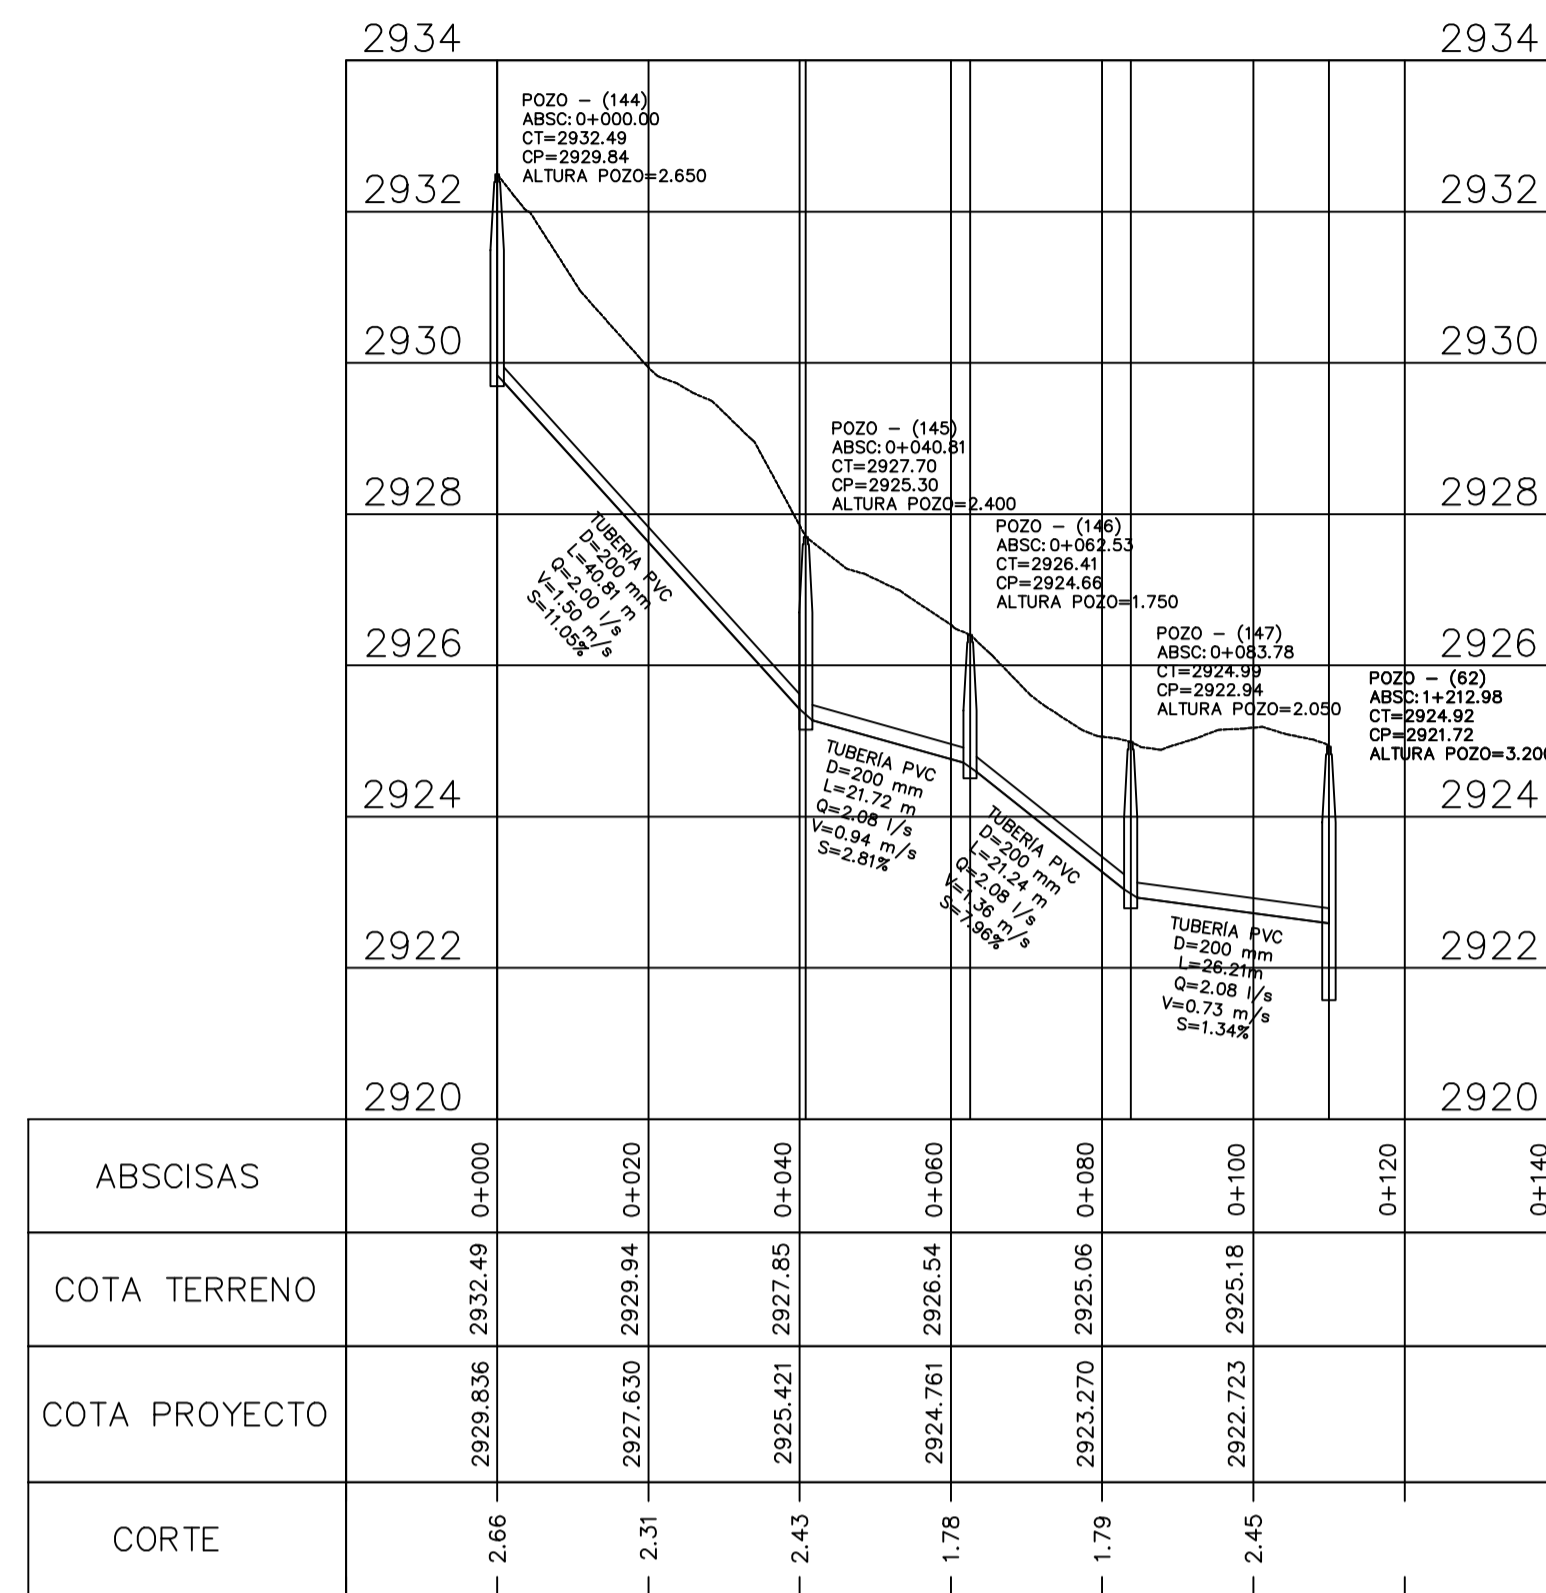 2934
2934
POZO - (144)
ABSC: 0+000.00
CT=2932.49
CP=2929.84
ALTURA POZO=2.650
2932
2932
2930
2930
POZO - (145)
ABSC: 0+040.81
CT=2927.70
CP=2925.30
ALTURA POZO=2.400
2928
2928
TUBERÍA PVC
D=200 mm
L=40.81 m
Q=2.00 l/s
V=1.50 m/s
S=11.05%
POZO - (146)
ABSC: 0+062.53
CT=2926.41
CP=2924.66
ALTURA POZO=1.750
2926
2926
POZO - (147)
ABSC: 0+083.78
CT=2924.99
CP=2922.94
ALTURA POZO=2.050
POZO - (62)
ABSC: 1+212.98
CT=2924.92
CP=2921.72
ALTURA POZO=3.200
TUBERÍA PVC
D=200 mm
L=21.72 m
Q=2.08 l/s
V=0.94 m/s
S=2.81%
2924
2924
TUBERÍA PVC
D=200 mm
L=21.24 m
Q=2.08 l/s
V=1.36 m/s
S=7.96%
TUBERÍA PVC
D=200 mm
L=26.21m
Q=2.08 l/s
V=0.73 m/s
S=1.34%
2922
2922
2920
2920
ABSCISAS 0+000 0+020 0+040 0+060 0+080 0+100 0+120 0+140
COTA TERRENO 2932.49 2929.94 2927.85 2926.54 2925.06 2925.18
COTA PROYECTO 2929.836 2927.630 2925.421 2924.761 2923.270 2922.723
CORTE 2.66 2.31 2.43 1.78 1.79 2.45